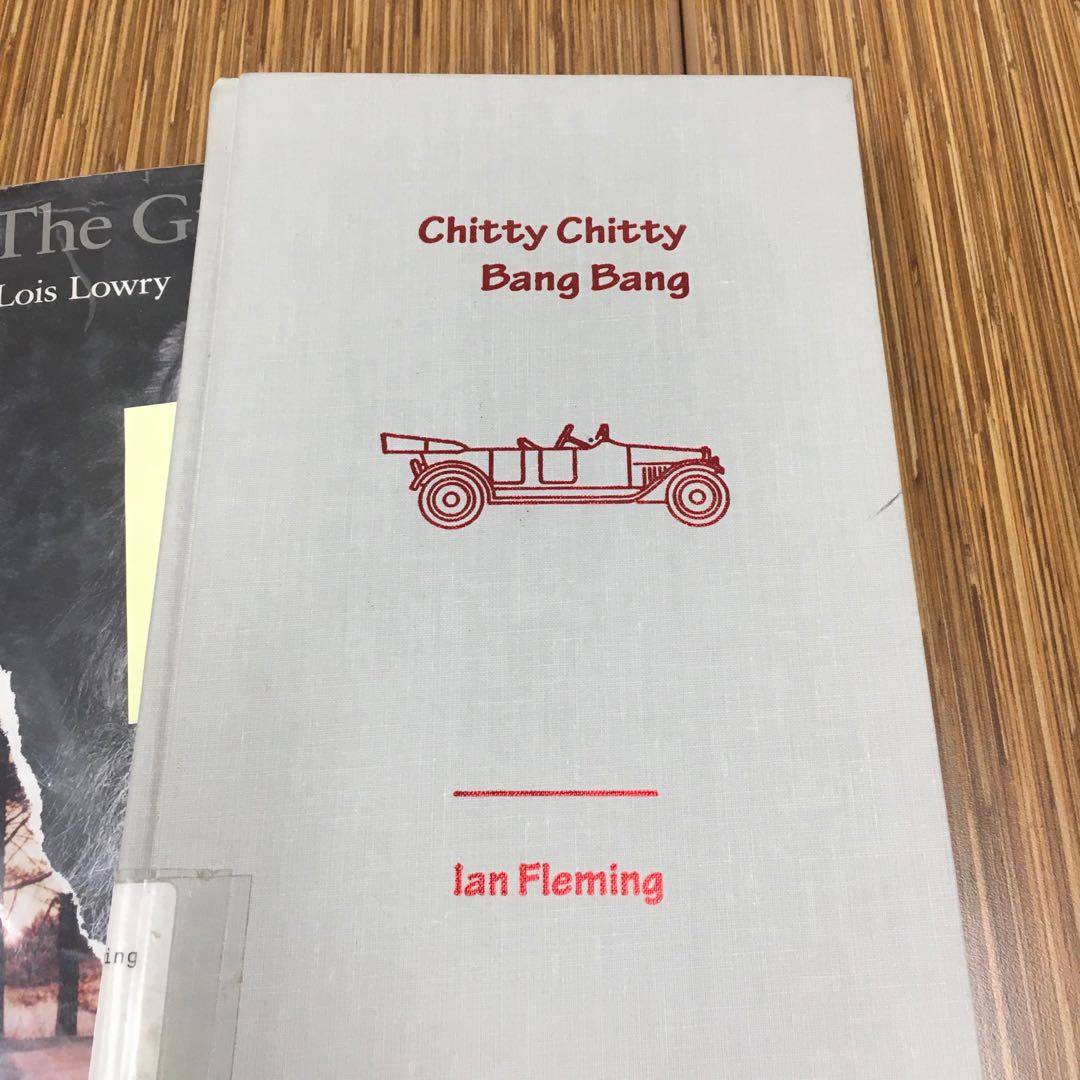 The G
Lois Lowry
Chitty Chitty
Bang Bang
Ian Fleming
ing